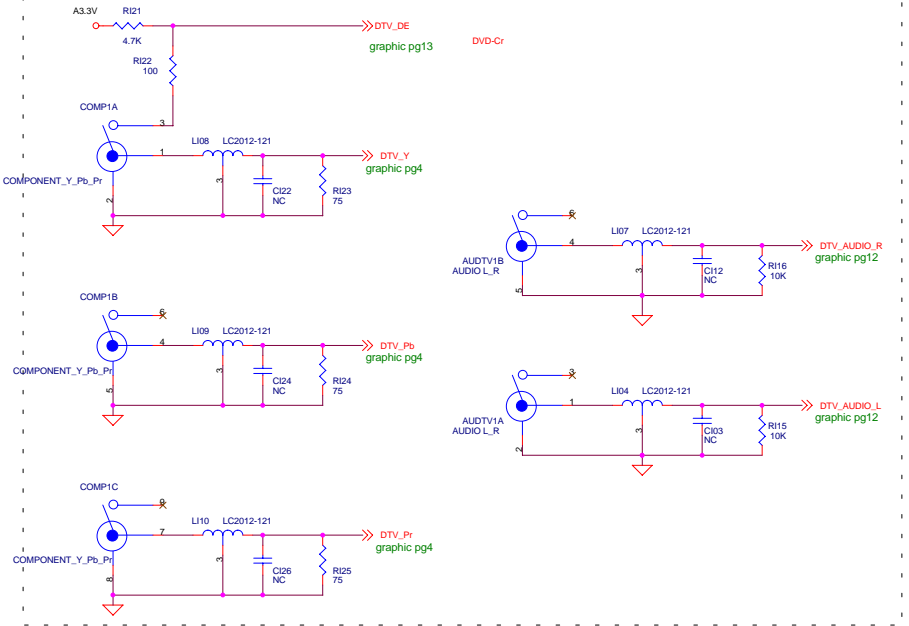 A3.3V
RI21
4.7K
DTV_DE
graphic pg13
DVD-Cr
RI22
100
COMP1A
3
1
2
COMPONENT_Y_Pb_Pr
LI08 LC2012-121
3
CI22
NC
RI23
75
DTV_Y
graphic pg4
6
4
5
AUDTV1B
AUDIO L_R
LI07 LC2012-121
3
CI12
NC
RI16
10K
DTV_AUDIO_R
graphic pg12
COMP1B
6
4
5
COMPONENT_Y_Pb_Pr
LI09 LC2012-121
3
CI24
NC
RI24
75
DTV_Pb
graphic pg4
3
1
2
AUDTV1A
AUDIO L_R
LI04 LC2012-121
3
CI03
NC
RI15
10K
DTV_AUDIO_L
graphic pg12
COMP1C
9
7
8
COMPONENT_Y_Pb_Pr
LI10 LC2012-121
3
CI26
NC
RI25
75
DTV_Pr
graphic pg4